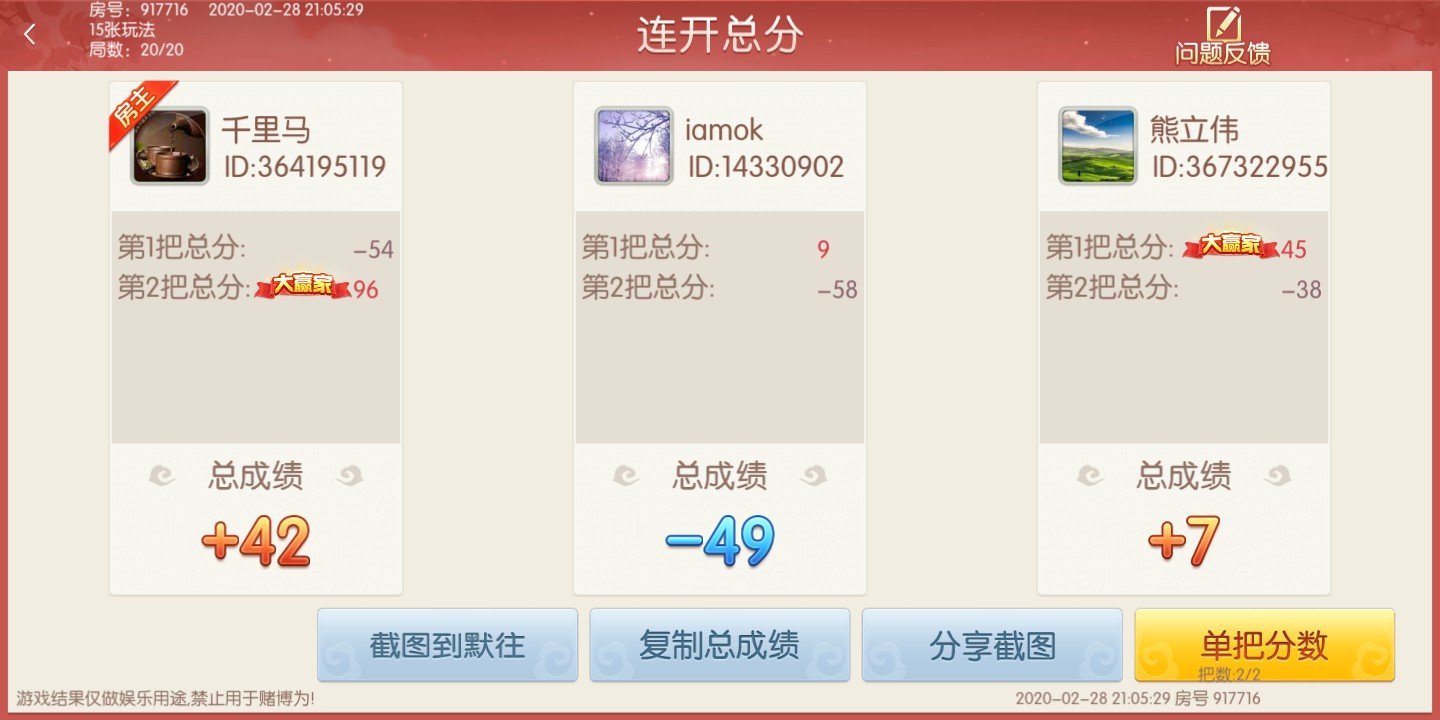 房号：917716 2020-02-28 21:05:29
15张玩法
局数：20/20
连开总分
问题反馈
房主
千里马
ID:364195119
第1把总分: -54
第2把总分: 大赢家 96
总成绩
+42
iamok
ID:14330902
第1把总分: 9
第2把总分: -58
总成绩
-49
熊立伟
ID:367322955
第1把总分: 大赢家 45
第2把总分: -38
总成绩
+7
截图到默往
复制总成绩
分享截图
单把分数
把数:2/2
游戏结果仅做娱乐用途,禁止用于赌博为!
2020-02-28 21:05:29 房号 917716